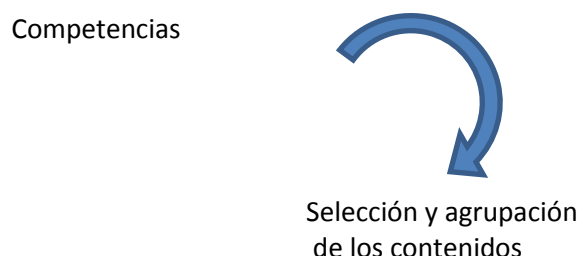 Competencias
Selección y agrupación
de los contenidos